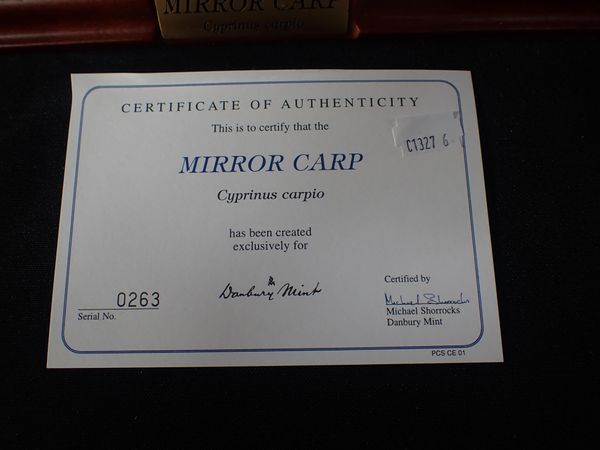 MIRROR CARP
Cyprinus carpio
CERTIFICATE OF AUTHENTICITY
This is to certify that the
C1327 6
MIRROR CARP
Cyprinus carpio
has been created
exclusively for
Danbury Mint
0263
Serial No.
Certified by
Michael Shorrocks
Michael Shorrocks
Danbury Mint
PCS CE 01